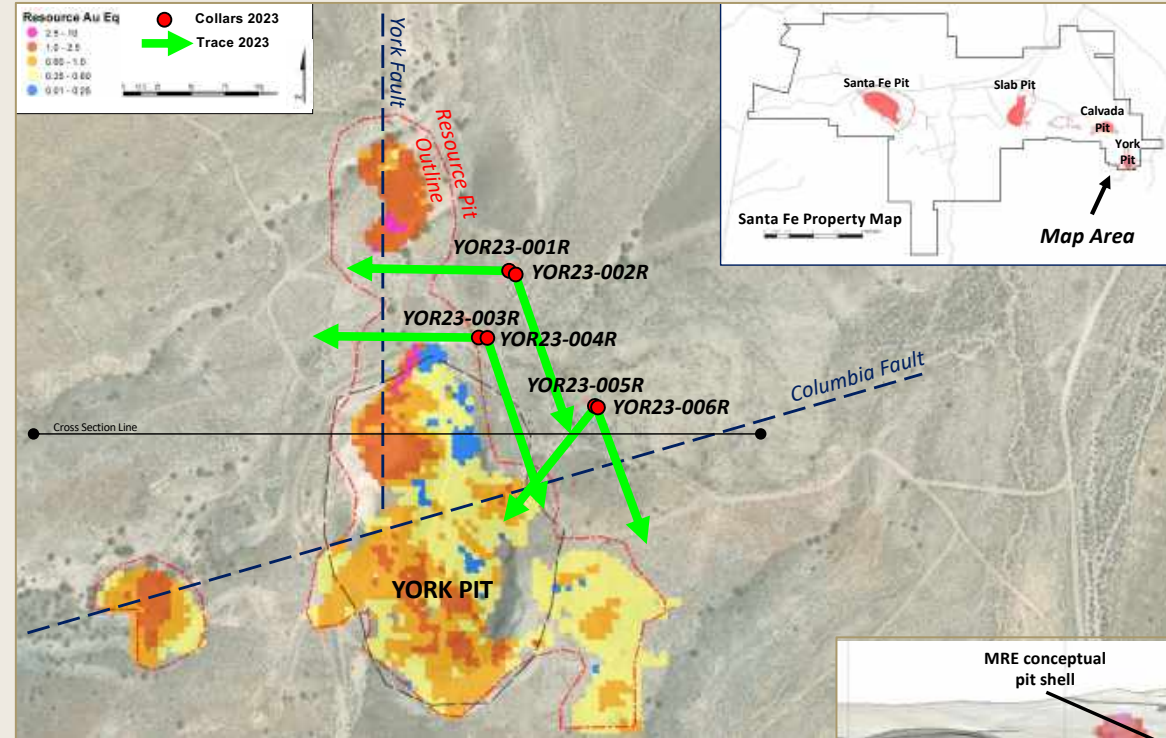 Resource Au Eq
2.5 - 10
1.0 - 2.5
0.60 - 1.0
0.25 - 0.60
0.01 - 0.25
Collars 2023
Trace 2023
York Fault
Resource Pit
Outline
YOR23-001R
YOR23-002R
YOR23-003R
YOR23-004R
YOR23-005R
YOR23-006R
Columbia Fault
Cross Section Line
YORK PIT
Santa Fe Pit
Slab Pit
Calvada
Pit
York
Pit
Santa Fe Property Map
Map Area
MRE conceptual
pit shell